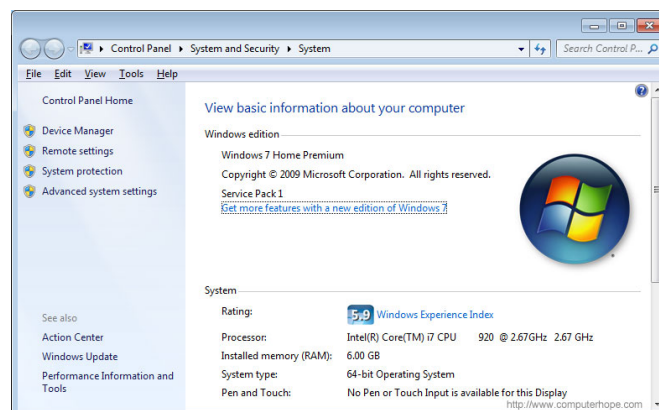 Control Panel ▸ System and Security ▸ System
Search Control P...
File Edit View Tools Help
Control Panel Home
Device Manager
Remote settings
System protection
Advanced system settings
See also
Action Center
Windows Update
Performance Information and
Tools
View basic information about your computer
Windows edition
Windows 7 Home Premium
Copyright © 2009 Microsoft Corporation. All rights reserved.
Service Pack 1
Get more features with a new edition of Windows 7
System
Rating: 5.9 Windows Experience Index
Processor: Intel(R) Core(TM) i7 CPU 920 @ 2.67GHz 2.67 GHz
Installed memory (RAM): 6.00 GB
System type: 64-bit Operating System
Pen and Touch: No Pen or Touch Input is available for this Display
http://www.computerhope.com